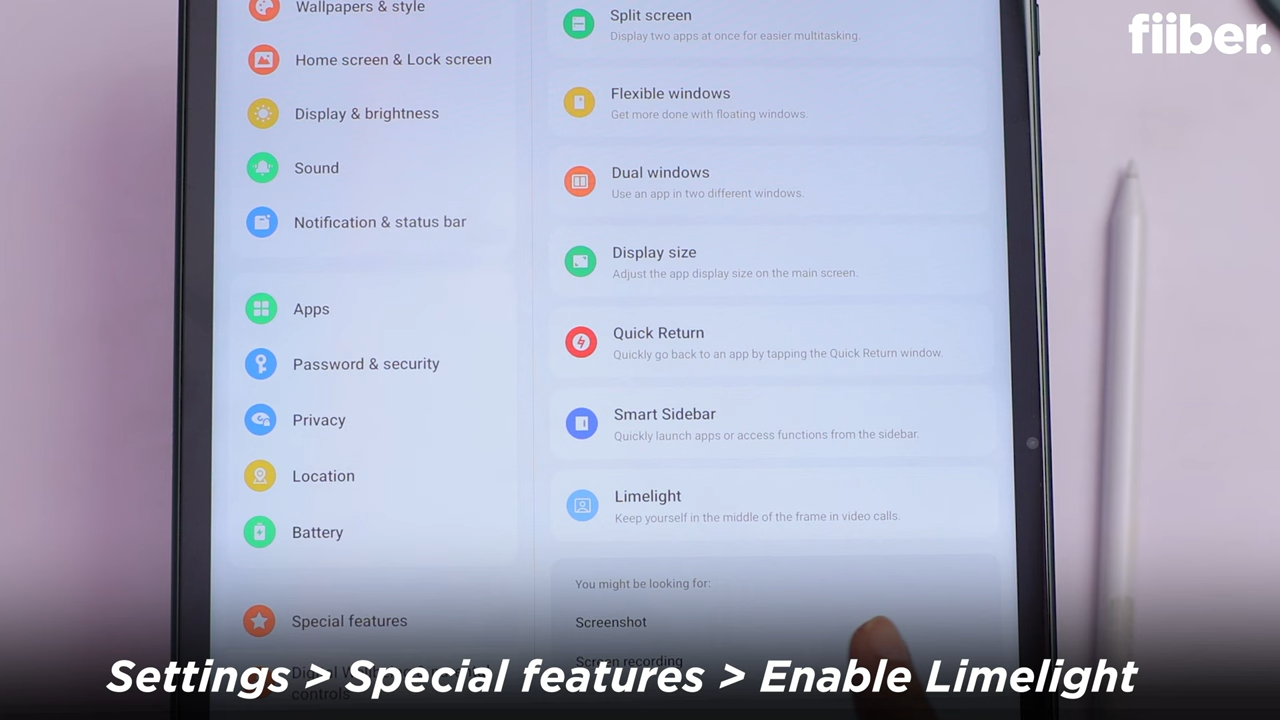 fiiber.
Wallpapers & style
Home screen & Lock screen
Display & brightness
Sound
Notification & status bar
Apps
Password & security
Privacy
Location
Battery
Special features
Split screen
Display two apps at once for easier multitasking.
Flexible windows
Get more done with floating windows.
Dual windows
Use an app in two different windows.
Display size
Adjust the app display size on the main screen.
Quick Return
Quickly go back to an app by tapping the Quick Return window.
Smart Sidebar
Quickly launch apps or access functions from the sidebar.
Limelight
Keep yourself in the middle of the frame in video calls.
You might be looking for:
Screenshot
Screen recording
controls
Settings > Special features > Enable Limelight